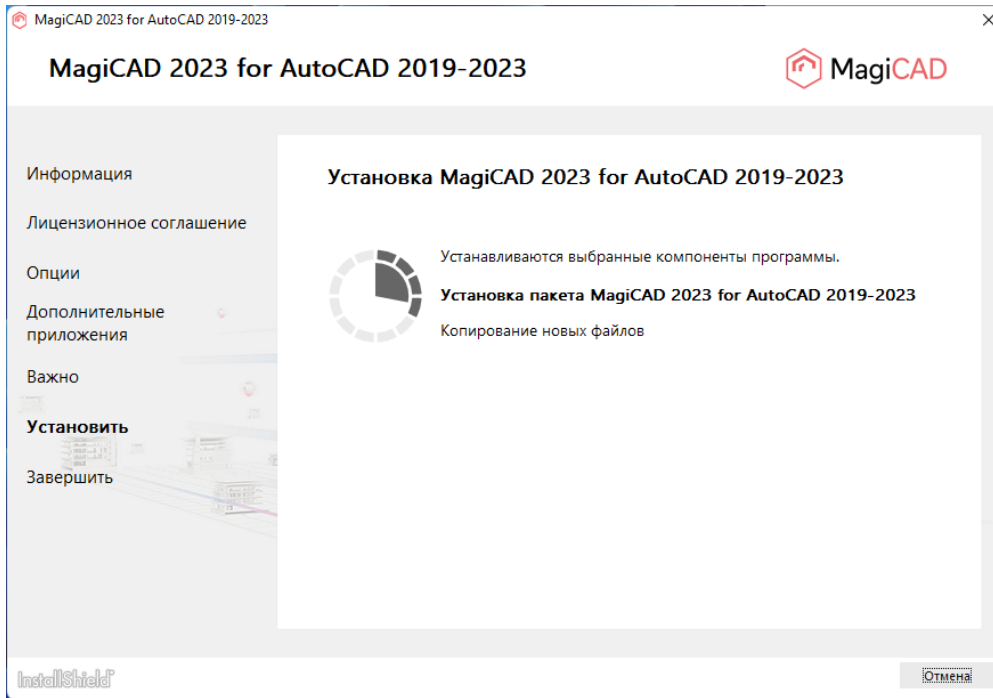 MagiCAD 2023 for AutoCAD 2019-2023
MagiCAD 2023 for AutoCAD 2019-2023
MagiCAD
Информация
Лицензионное соглашение
Опции
Дополнительные
приложения
Важно
Установить
Завершить
Установка MagiCAD 2023 for AutoCAD 2019-2023
Устанавливаются выбранные компоненты программы.
Установка пакета MagiCAD 2023 for AutoCAD 2019-2023
Копирование новых файлов
InstallShield
Отмена